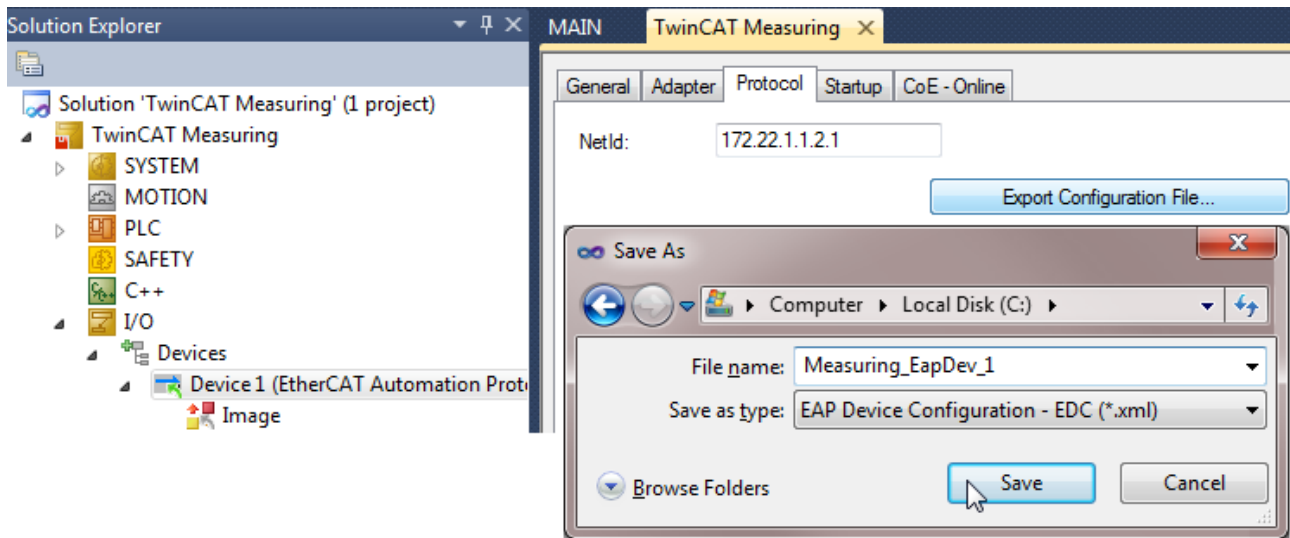 Solution Explorer
Solution 'TwinCAT Measuring' (1 project)
TwinCAT Measuring
SYSTEM
MOTION
PLC
SAFETY
C++
I/O
Devices
Device 1 (EtherCAT Automation Prot
Image
MAIN
TwinCAT Measuring
General
Adapter
Protocol
Startup
CoE - Online
NetId:
172.22.1.1.2.1
Export Configuration File...
Save As
Computer
Local Disk (C:)
File name:
Measuring_EapDev_1
Save as type:
EAP Device Configuration - EDC (*.xml)
Browse Folders
Save
Cancel